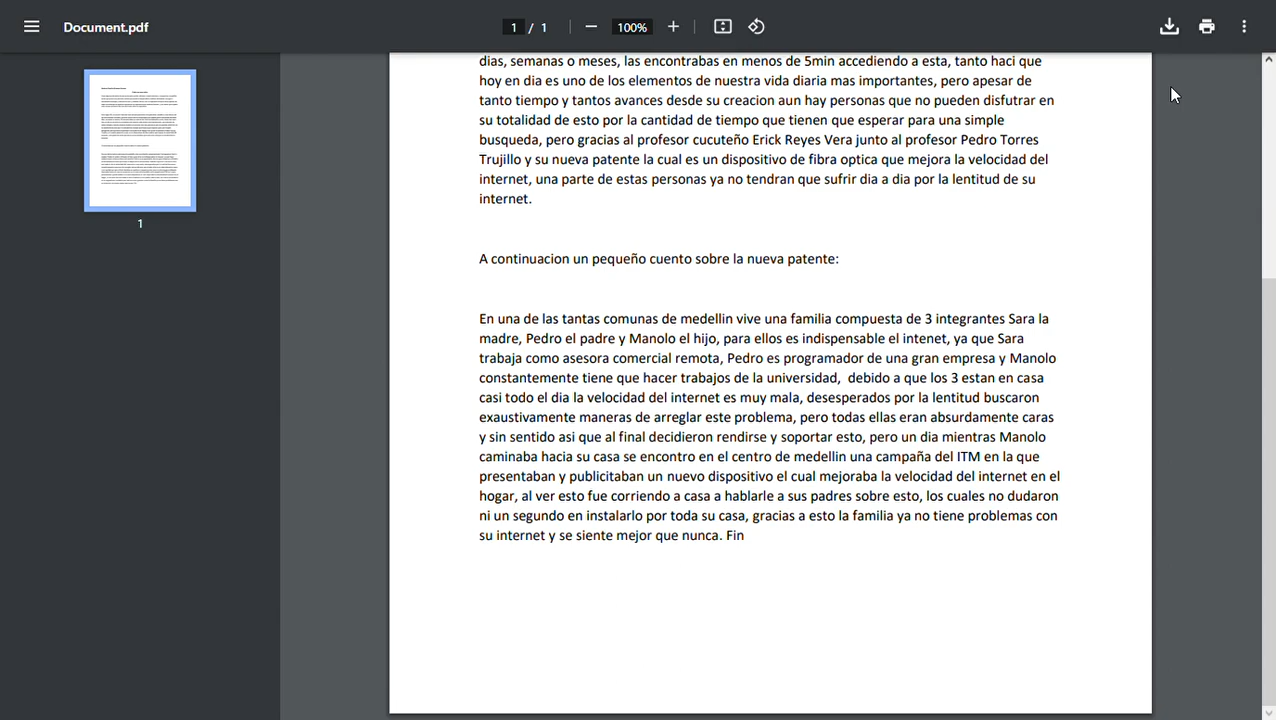 Document.pdf
1 / 1
100%
1
dias, semanas o meses, las encontrabas en menos de 5min accediendo a esta, tanto haci que
hoy en dia es uno de los elementos de nuestra vida diaria mas importantes, pero apesar de
tanto tiempo y tantos avances desde su creacion aun hay personas que no pueden disfutrar en
su totalidad de esto por la cantidad de tiempo que tienen que esperar para una simple
busqueda, pero gracias al profesor cucuteño Erick Reyes Vera junto al profesor Pedro Torres
Trujillo y su nueva patente la cual es un dispositivo de fibra optica que mejora la velocidad del
internet, una parte de estas personas ya no tendran que sufrir dia a dia por la lentitud de su
internet.
A continuacion un pequeño cuento sobre la nueva patente:
En una de las tantas comunas de medellin vive una familia compuesta de 3 integrantes Sara la
madre, Pedro el padre y Manolo el hijo, para ellos es indispensable el intenet, ya que Sara
trabaja como asesora comercial remota, Pedro es programador de una gran empresa y Manolo
constantemente tiene que hacer trabajos de la universidad,  debido a que los 3 estan en casa
casi todo el dia la velocidad del internet es muy mala, desesperados por la lentitud buscaron
exaustivamente maneras de arreglar este problema, pero todas ellas eran absurdamente caras
y sin sentido asi que al final decidieron rendirse y soportar esto, pero un dia mientras Manolo
caminaba hacia su casa se encontro en el centro de medellin una campaña del ITM en la que
presentaban y publicitaban un nuevo dispositivo el cual mejoraba la velocidad del internet en el
hogar, al ver esto fue corriendo a casa a hablarle a sus padres sobre esto, los cuales no dudaron
ni un segundo en instalarlo por toda su casa, gracias a esto la familia ya no tiene problemas con
su internet y se siente mejor que nunca. Fin